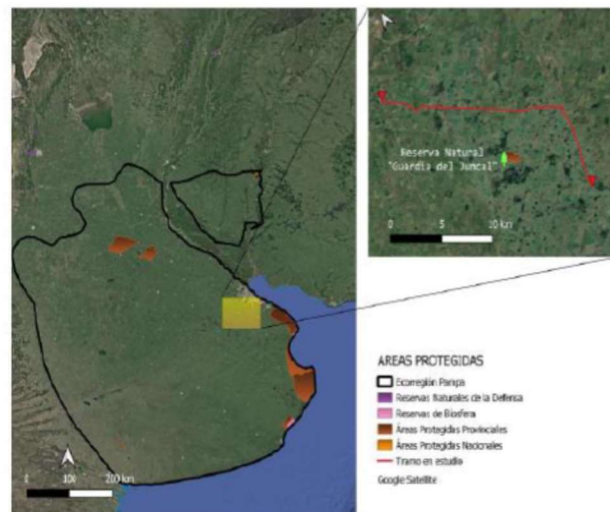 Reserva Natural
"Guardia del Juncal"
0 5 10 km
0 100 200 km
AREAS PROTEGIDAS
Ecorregión Pampa
Reservas Naturales de la Defensa
Reservas de Biosfera
Áreas Protegidas Provinciales
Áreas Protegidas Nacionales
Tramo en estudio
Google Satellite